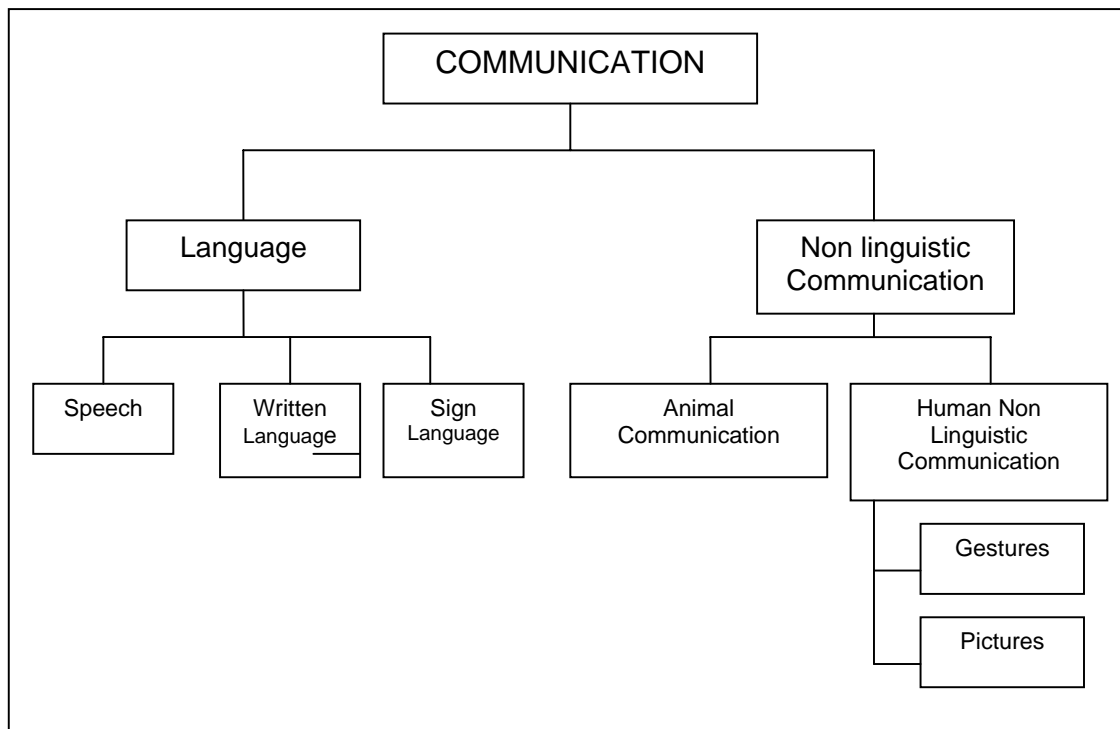 COMMUNICATION
Language
Non linguistic
Communication
Speech
Written
Language
Sign
Language
Animal
Communication
Human Non
Linguistic
Communication
Gestures
Pictures